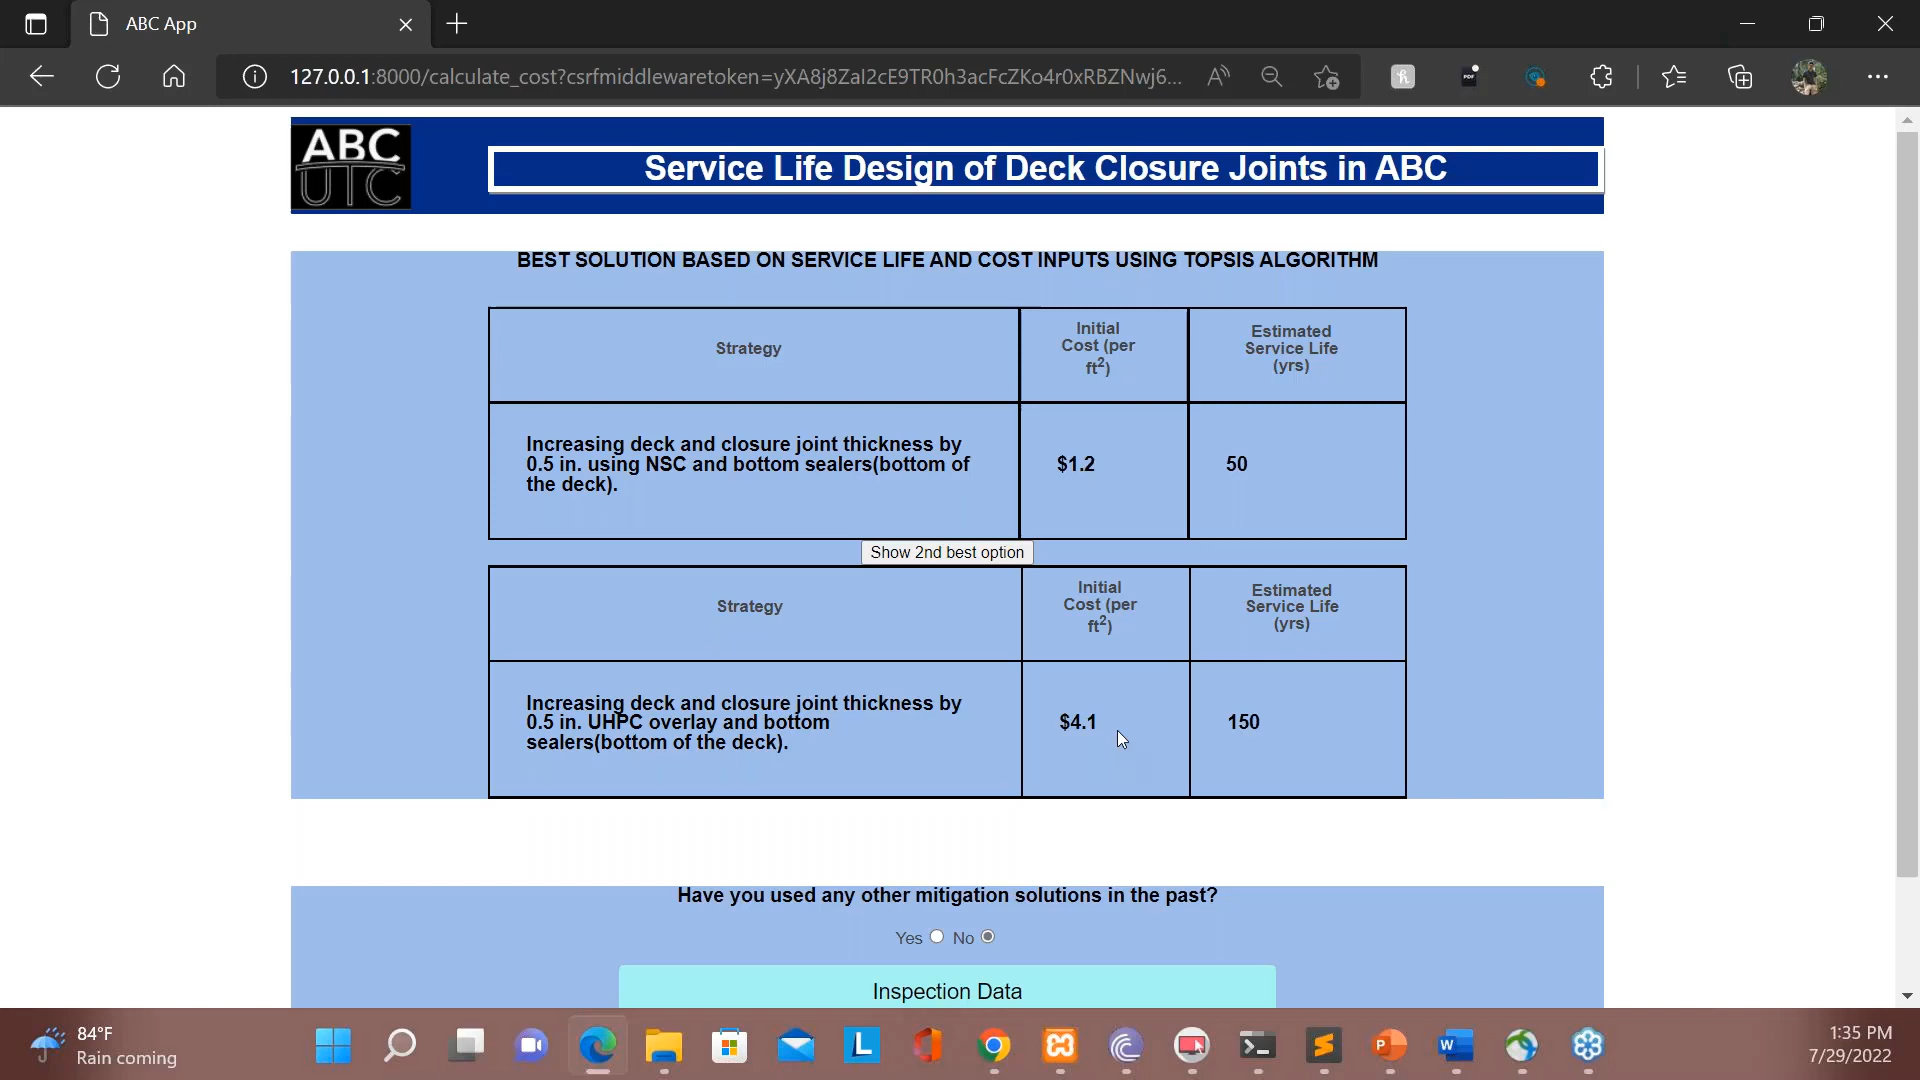 ABC App
127.0.0.1:8000/calculate_cost?csrfmiddlewaretoken=yXA8j8ZaI2cE9TR0h3acFcZKo4r0xRBZNwj6...
ABC
UTC
Service Life Design of Deck Closure Joints in ABC
BEST SOLUTION BASED ON SERVICE LIFE AND COST INPUTS USING TOPSIS ALGORITHM
Strategy
Initial
Cost (per
ft²)
Estimated
Service Life
(yrs)
Increasing deck and closure joint thickness by
0.5 in. using NSC and bottom sealers(bottom of
the deck).
$1.2
50
Show 2nd best option
Strategy
Initial
Cost (per
ft²)
Estimated
Service Life
(yrs)
Increasing deck and closure joint thickness by
0.5 in. UHPC overlay and bottom
sealers(bottom of the deck).
$4.1
150
Have you used any other mitigation solutions in the past?
Yes No
Inspection Data
84°F
Rain coming
1:35 PM
7/29/2022